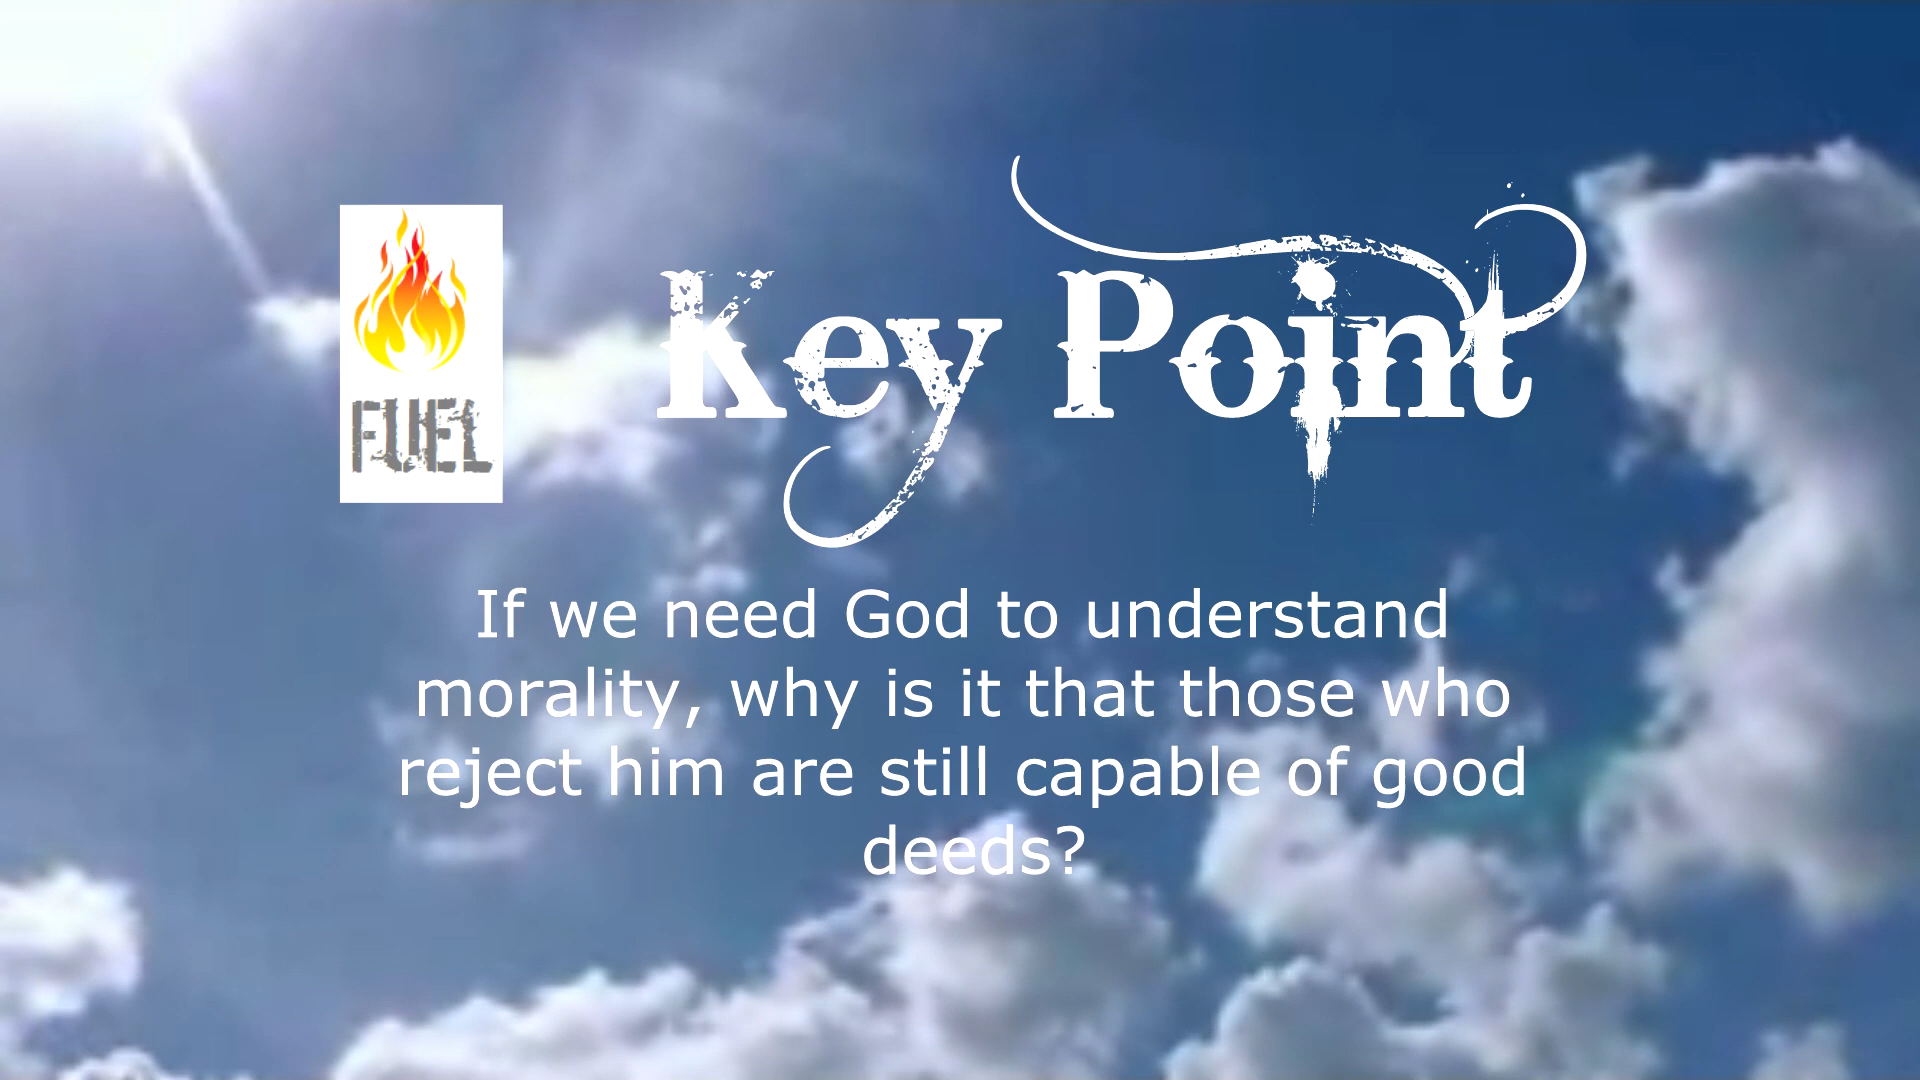 FUEL
Key Point
If we need God to understand
morality, why is it that those who
reject him are still capable of good
deeds?